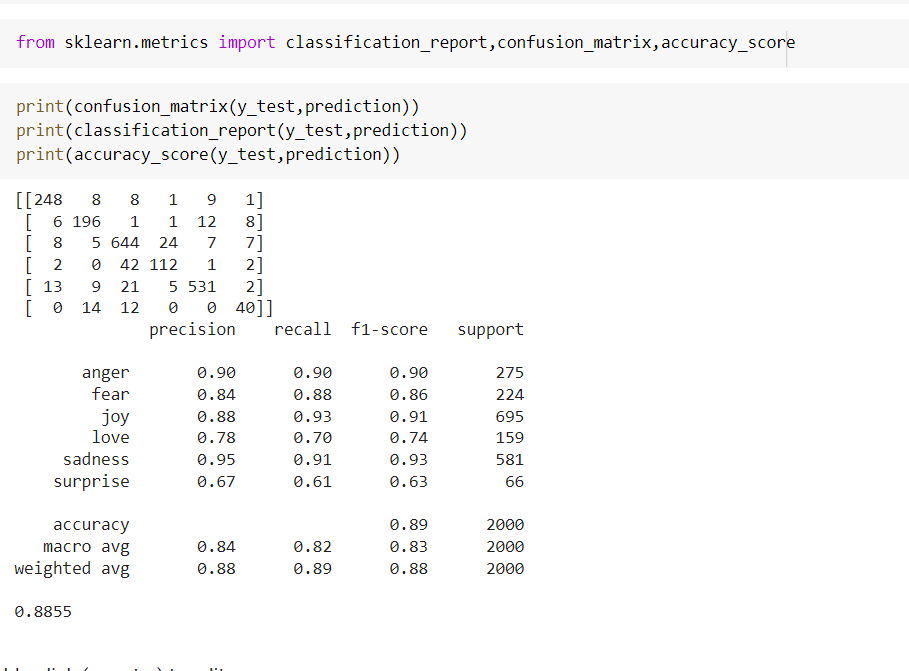 from sklearn.metrics import classification_report,confusion_matrix,accuracy_score
print(confusion_matrix(y_test,prediction))
print(classification_report(y_test,prediction))
print(accuracy_score(y_test,prediction))
[[248   8   8   1   9   1]
 [  6 196   1   1  12   8]
 [  8   5 644  24   7   7]
 [  2   0  42 112   1   2]
 [ 13   9  21   5 531   2]
 [  0  14  12   0   0  40]]
              precision    recall  f1-score   support
       anger       0.90      0.90      0.90       275
        fear       0.84      0.88      0.86       224
         joy       0.88      0.93      0.91       695
        love       0.78      0.70      0.74       159
     sadness       0.95      0.91      0.93       581
    surprise       0.67      0.61      0.63        66
    accuracy                           0.89      2000
   macro avg       0.84      0.82      0.83      2000
weighted avg       0.88      0.89      0.88      2000
0.8855